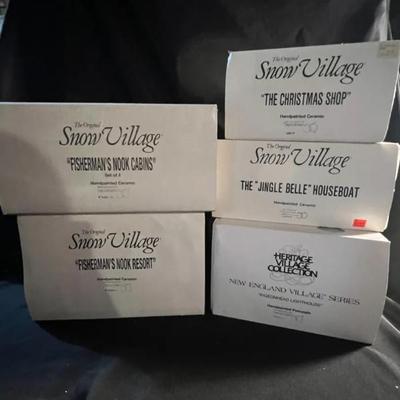 The Original
Snow Village
"FISHERMAN'S NOOK CABINS"
Set of 2
Handpainted Ceramic
The Original
Snow Village
"FISHERMAN'S NOOK RESORT"
Handpainted Ceramic
The Original
Snow Village
"THE CHRISTMAS SHOP"
Handpainted Ceramic
The Original
Snow Village
THE "JINGLE BELLE" HOUSEBOAT
Handpainted Ceramic
HERITAGE
VILLAGE
COLLECTION
NEW ENGLAND VILLAGE SERIES
"PIGEONHEAD LIGHTHOUSE"
Handpainted Porcelain